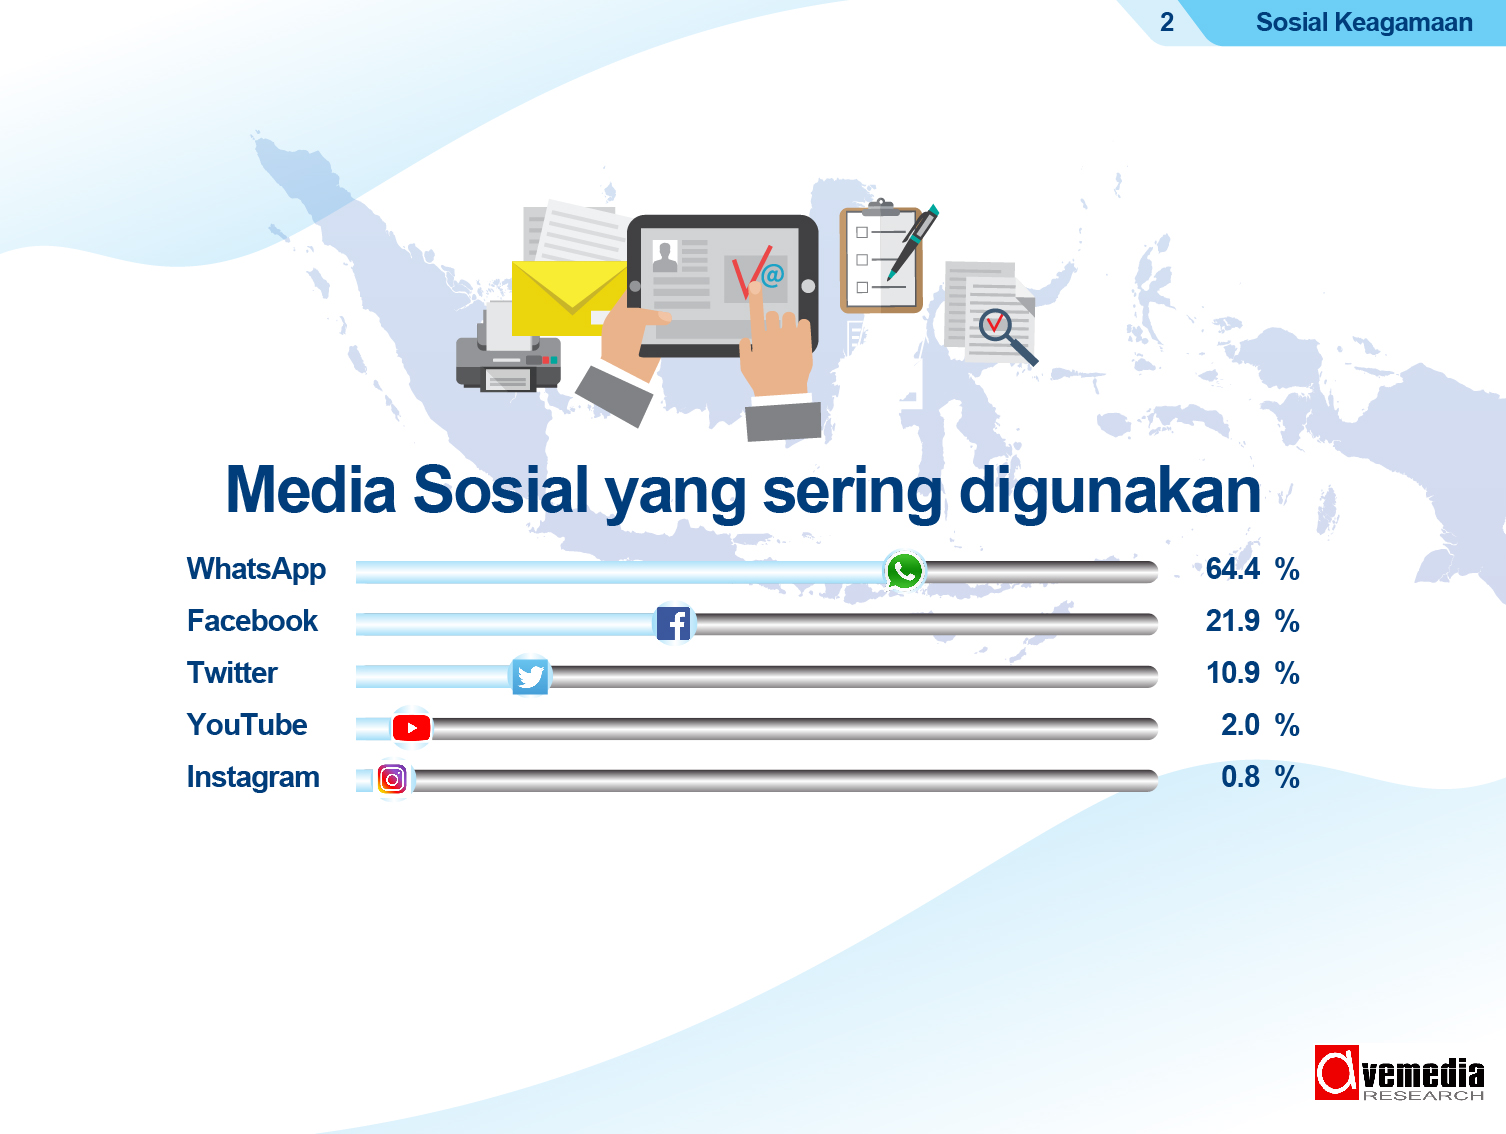 2 Sosial Keagamaan
@
Media Sosial yang sering digunakan
WhatsApp 64.4 %
Facebook 21.9 %
Twitter 10.9 %
YouTube 2.0 %
Instagram 0.8 %
avemedia
RESEARCH